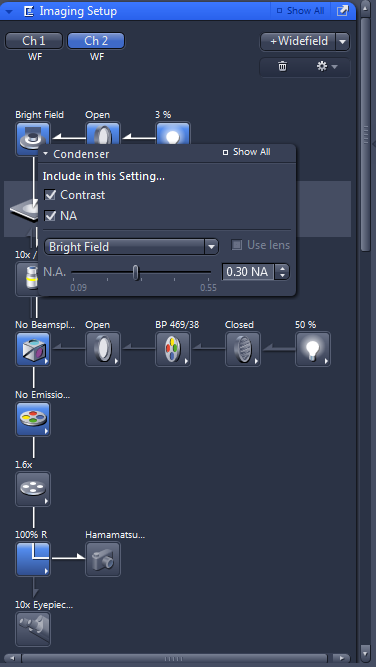 Imaging Setup
Show All
Ch 1
Ch 2
+Widefield
WF
WF
Bright Field
Open
3 %
Condenser
Show All
Include in this Setting...
Contrast
NA
Bright Field
Use lens
N.A.
0.30 NA
0.09
0.55
10x /
No Beamspl...
Open
BP 469/38
Closed
50 %
No Emissio...
1.6x
100% R
Hamamatsu...
10x Eyepiec...